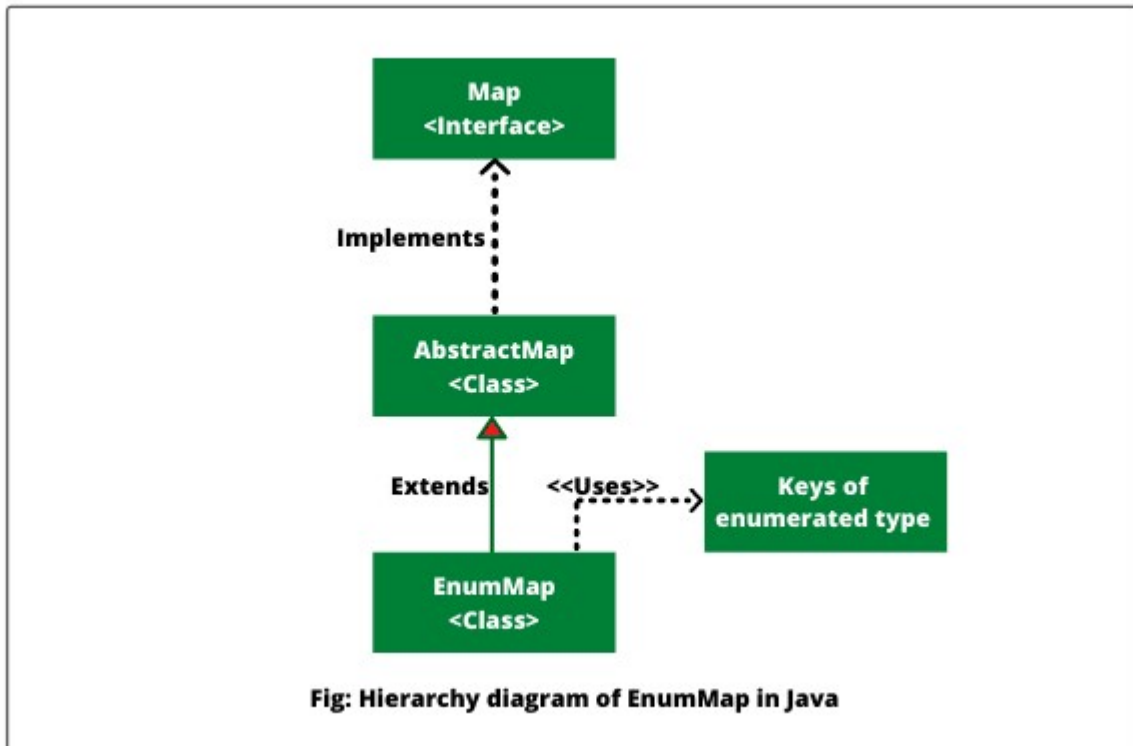 Map
<Interface>
Implements
AbstractMap
<Class>
Extends
<<Uses>>
Keys of
enumerated type
EnumMap
<Class>
Fig: Hierarchy diagram of EnumMap in Java